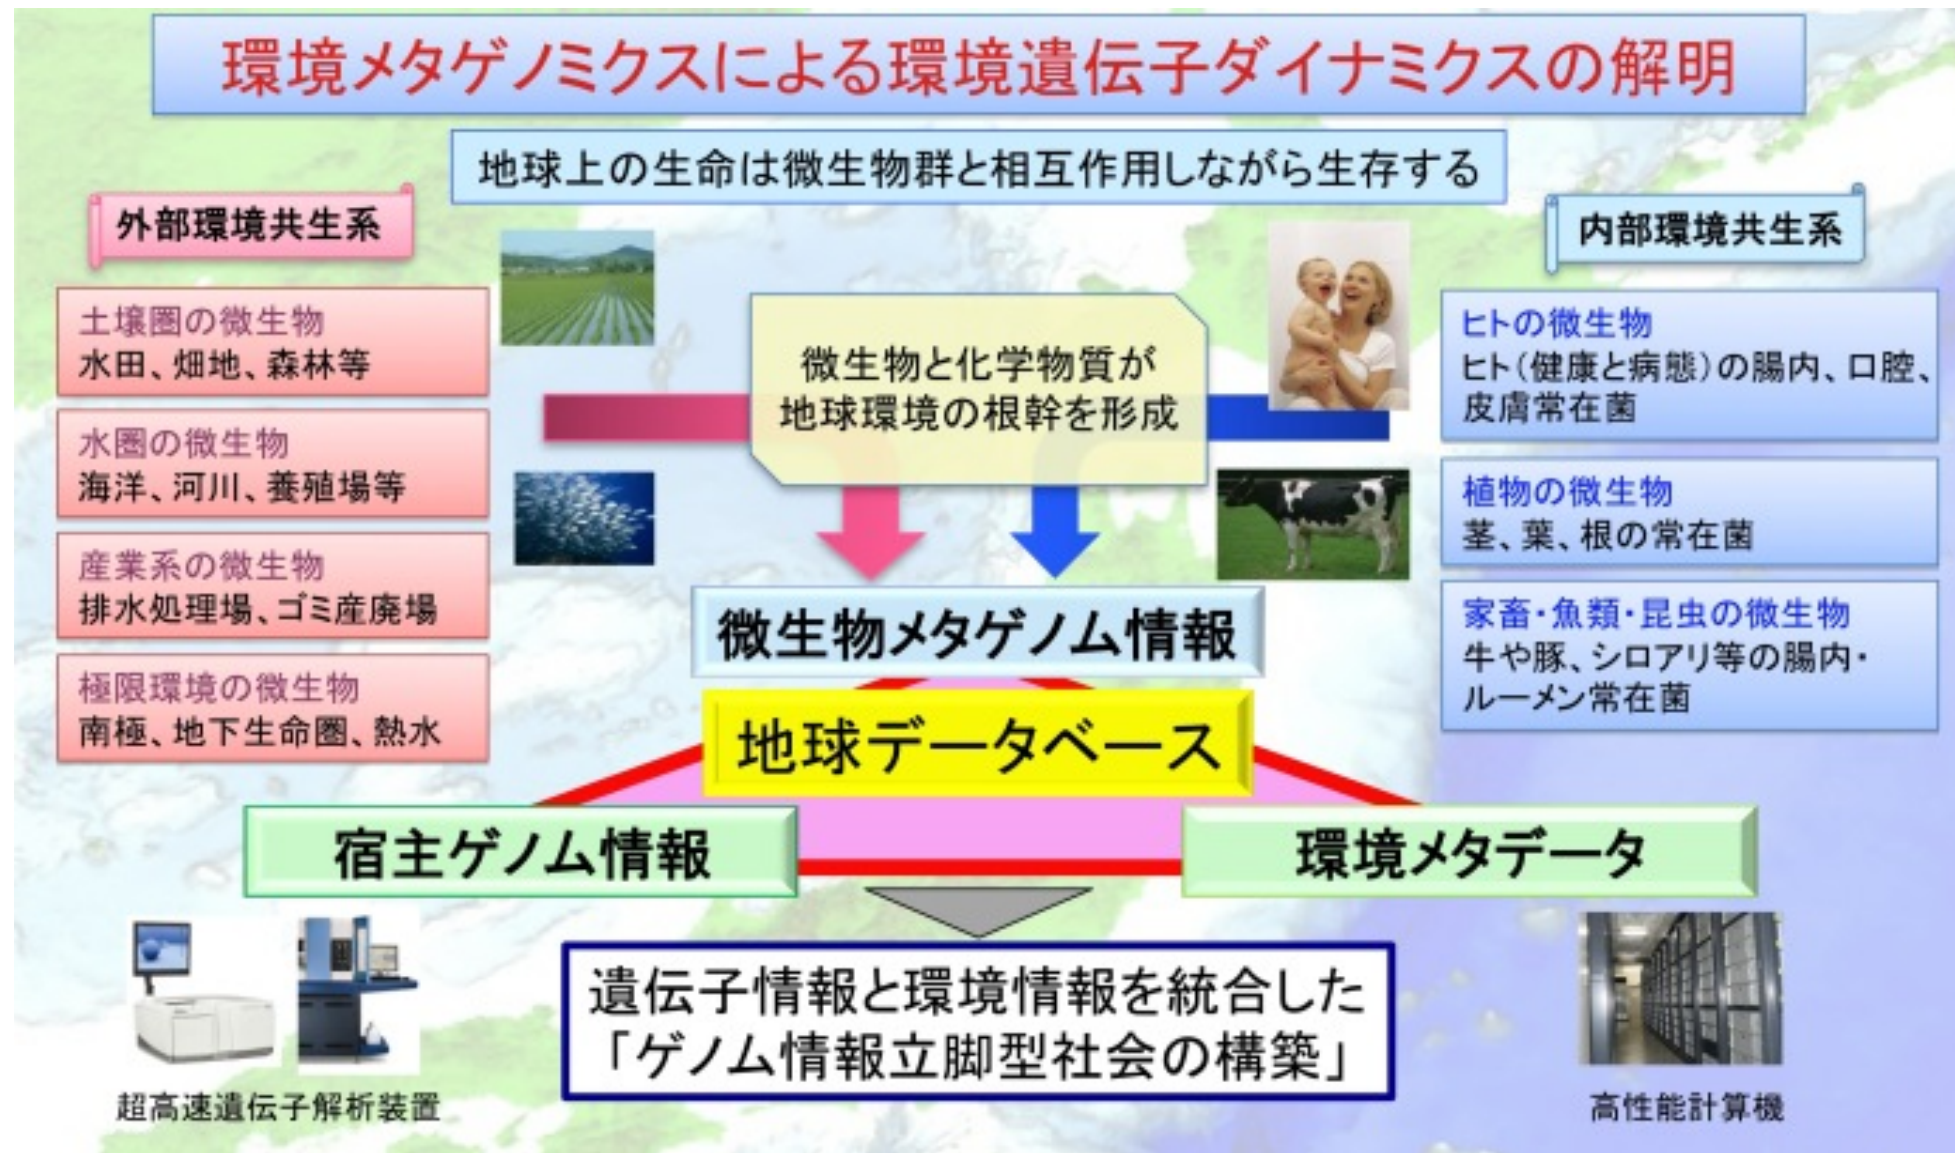 環境メタゲノミクスによる環境遺伝子ダイナミクスの解明
地球上の生命は微生物群と相互作用しながら生存する
外部環境共生系
土壌圏の微生物
水田、畑地、森林等
水圏の微生物
海洋、河川、養殖場等
産業系の微生物
排水処理場、ゴミ産廃場
極限環境の微生物
南極、地下生命圏、熱水
微生物と化学物質が
地球環境の根幹を形成
内部環境共生系
ヒトの微生物
ヒト(健康と病態)の腸内、口腔、
皮膚常在菌
植物の微生物
茎、葉、根の常在菌
家畜・魚類・昆虫の微生物
牛や豚、シロアリ等の腸内・
ルーメン常在菌
微生物メタゲノム情報
地球データベース
宿主ゲノム情報
環境メタデータ
遺伝子情報と環境情報を統合した
「ゲノム情報立脚型社会の構築」
超高速遺伝子解析装置
高性能計算機